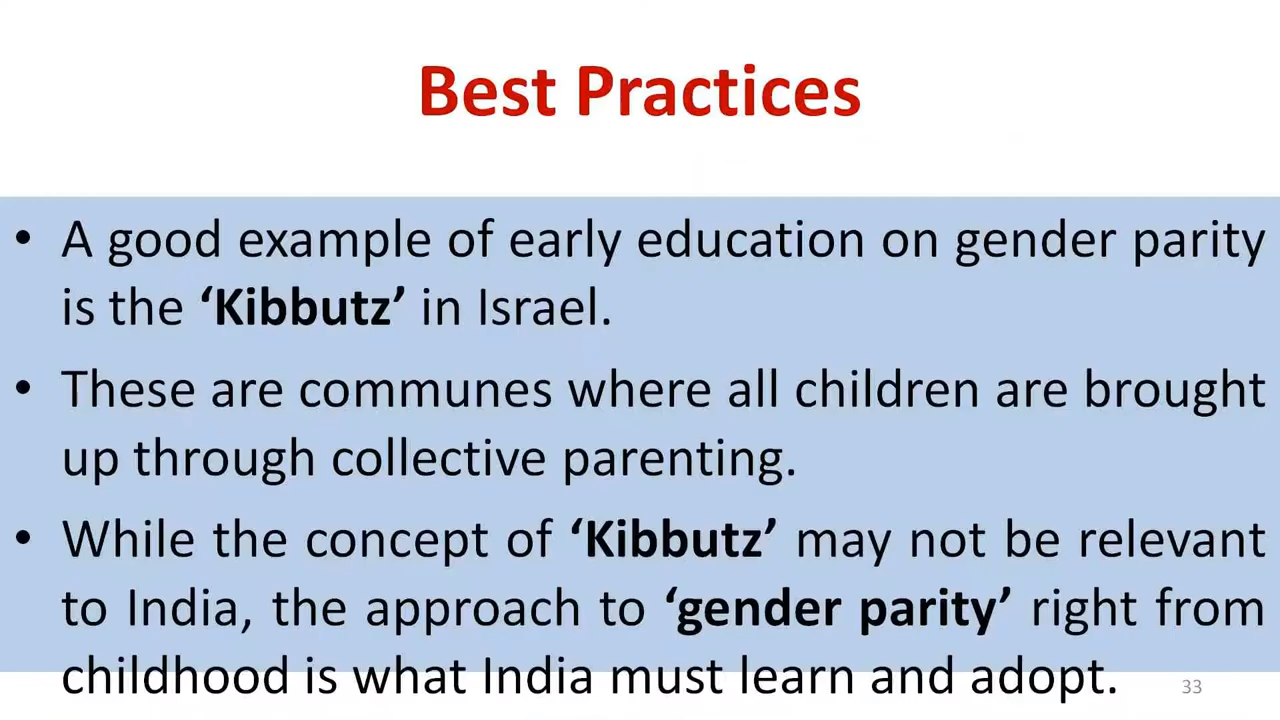 Best Practices
• A good example of early education on gender parity
is the ‘Kibbutz’ in Israel.
• These are communes where all children are brought
up through collective parenting.
• While the concept of ‘Kibbutz’ may not be relevant
to India, the approach to ‘gender parity’ right from
childhood is what India must learn and adopt.
33